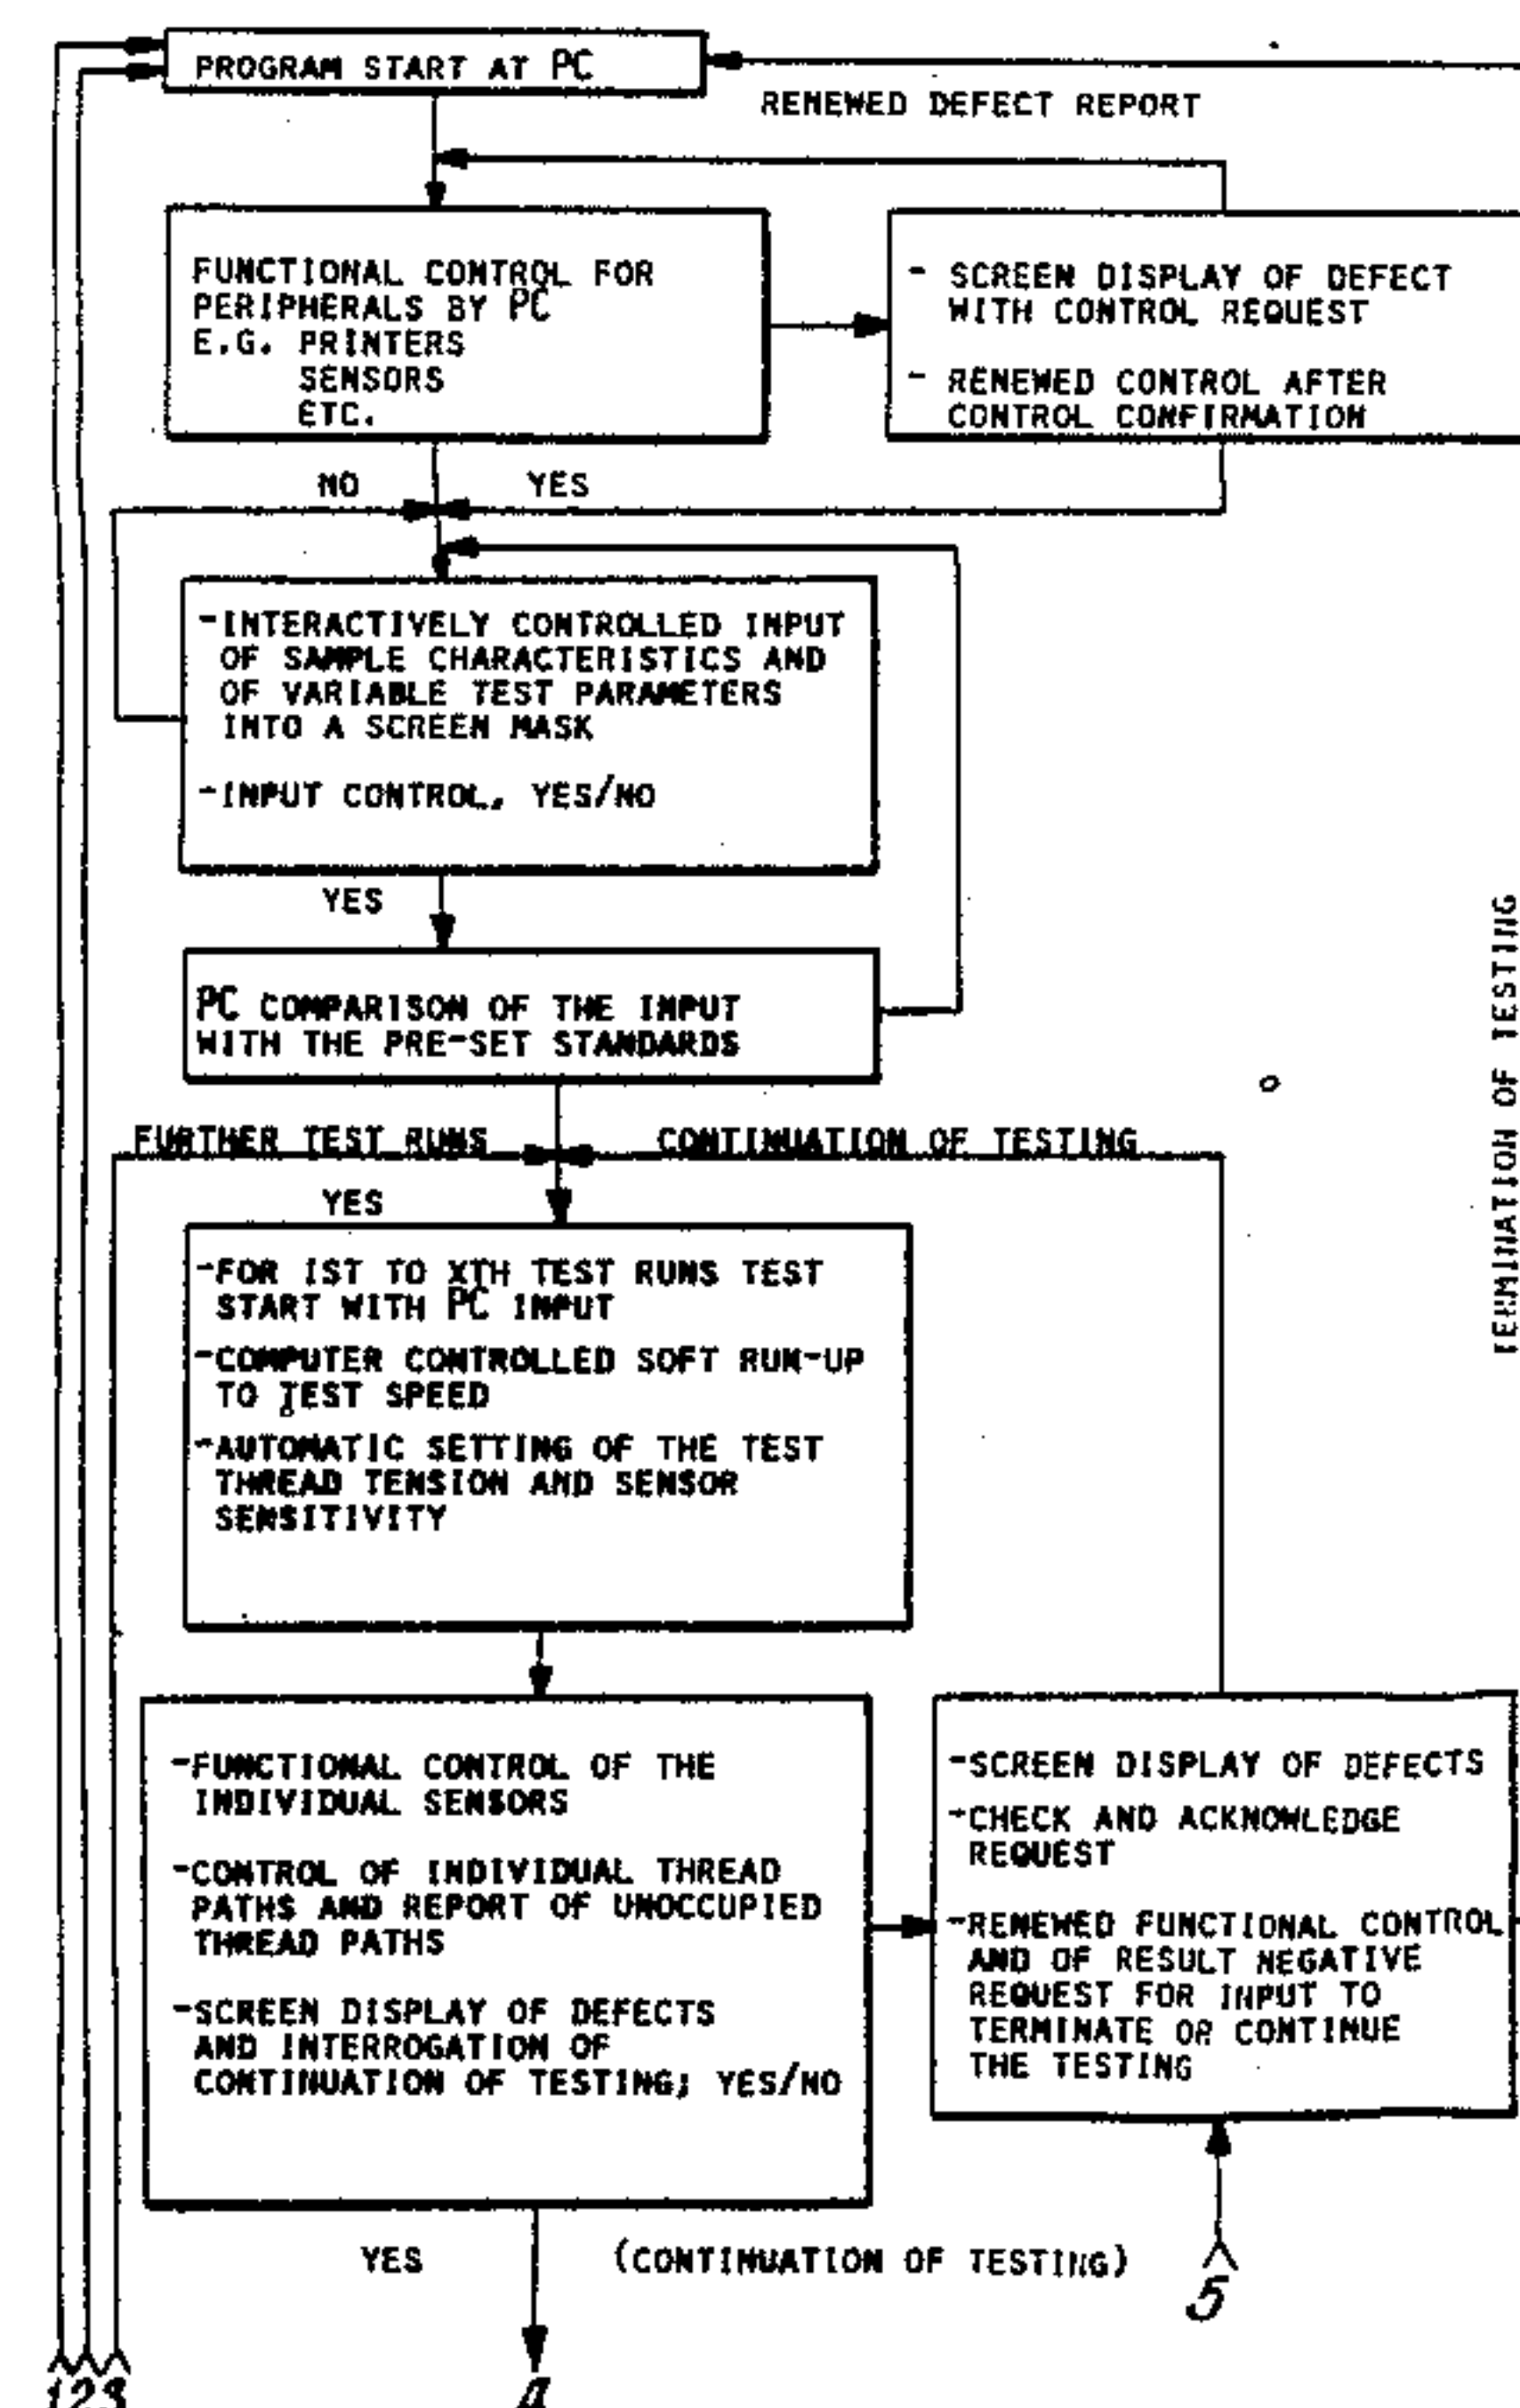 PROGRAM START AT PC
RENEWED DEFECT REPORT
FUNCTIONAL CONTROL FOR
PERIPHERALS BY PC
E.G. PRINTERS
SENSORS
ETC.
- SCREEN DISPLAY OF DEFECT
WITH CONTROL REQUEST
- RENEWED CONTROL AFTER
CONTROL CONFIRMATION
NO
YES
-INTERACTIVELY CONTROLLED INPUT
OF SAMPLE CHARACTERISTICS AND
OF VARIABLE TEST PARAMETERS
INTO A SCREEN MASK
-INPUT CONTROL, YES/NO
YES
PC COMPARISON OF THE INPUT
WITH THE PRE-SET STANDARDS
TERMINATION OF TESTING
FURTHER TEST RUNS
CONTINUATION OF TESTING
YES
-FOR IST TO XTH TEST RUNS TEST
START WITH PC INPUT
-COMPUTER CONTROLLED SOFT RUN-UP
TO TEST SPEED
-AUTOMATIC SETTING OF THE TEST
THREAD TENSION AND SENSOR
SENSITIVITY
-FUNCTIONAL CONTROL OF THE
INDIVIDUAL SENSORS
-CONTROL OF INDIVIDUAL THREAD
PATHS AND REPORT OF UNOCCUPIED
THREAD PATHS
-SCREEN DISPLAY OF DEFECTS
AND INTERROGATION OF
CONTINUATION OF TESTING; YES/NO
-SCREEN DISPLAY OF DEFECTS
-CHECK AND ACKNOWLEDGE
REQUEST
-RENEWED FUNCTIONAL CONTROL
AND OF RESULT NEGATIVE
REQUEST FOR INPUT TO
TERMINATE OR CONTINUE
THE TESTING
YES
(CONTINUATION OF TESTING)
5
1 2 3
4